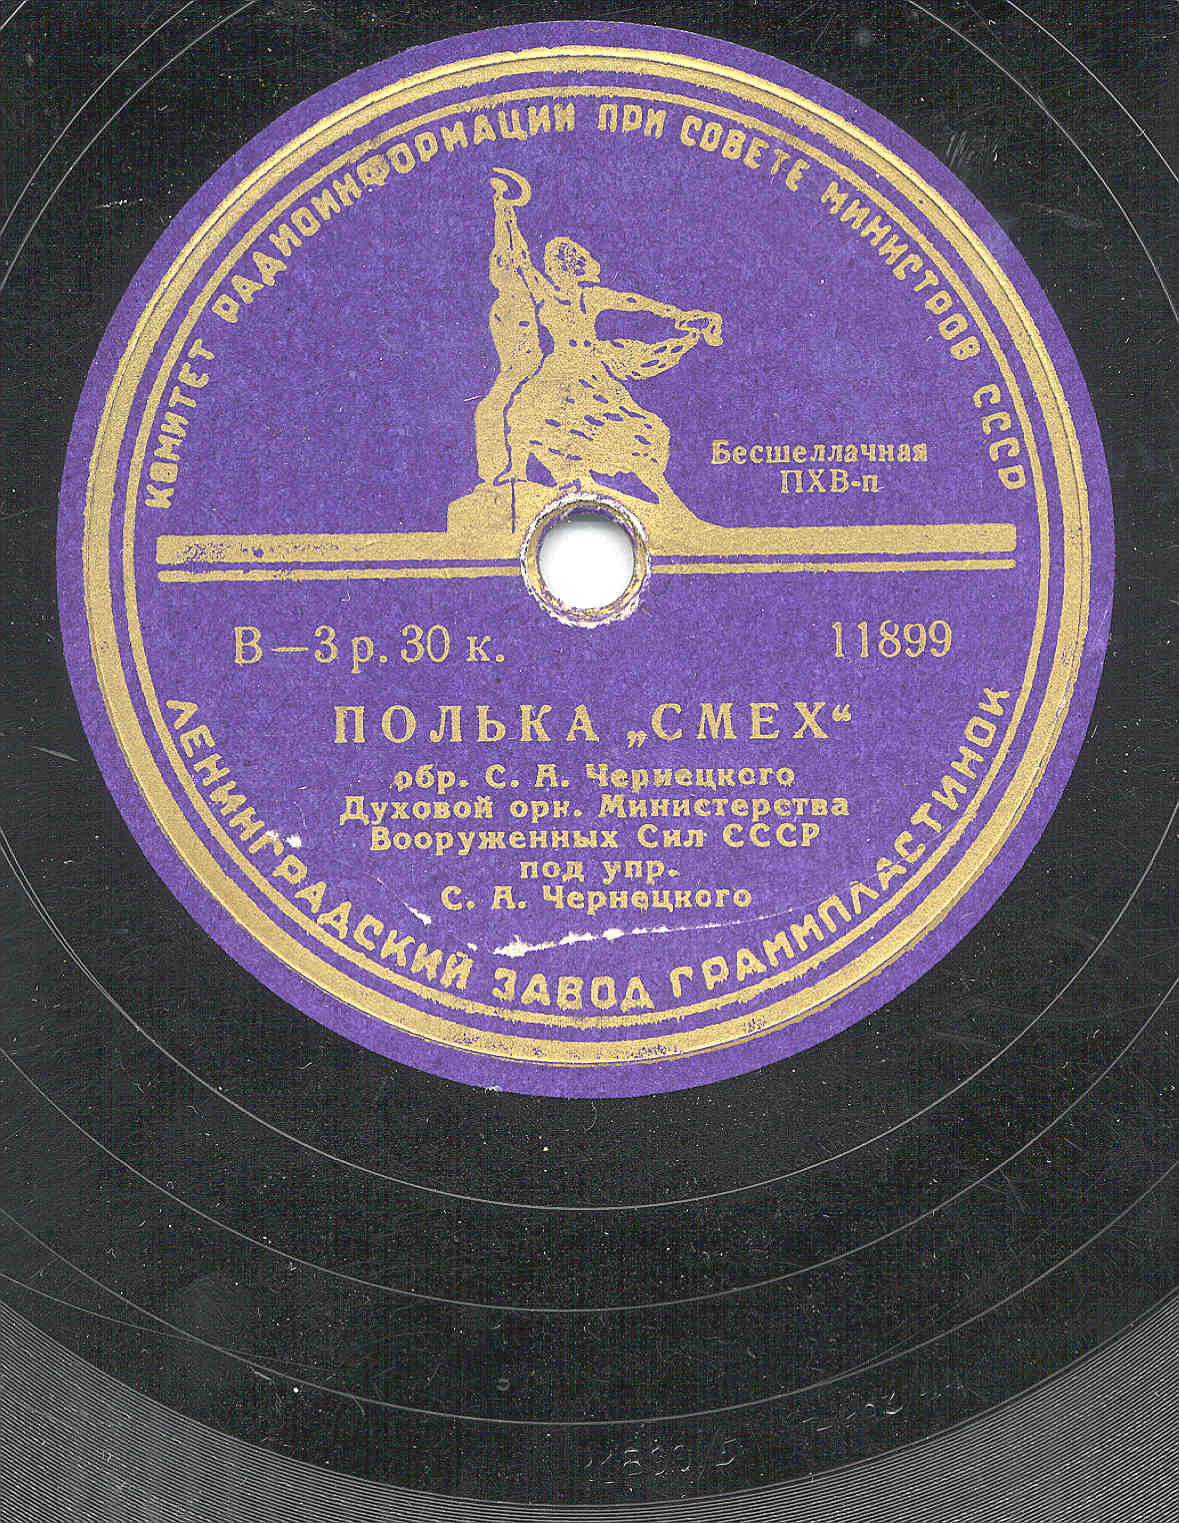 КОМИТЕТ РАДИОИНФОРМАЦИИ ПРИ СОВЕТЕ МИНИСТРОВ СССР
Бесшеллачная
ПХВ-п
В—3 р. 30 к.
11899
ПОЛЬКА „СМЕХ“
обр. С. А. Чернецкого
Духовой орк. Министерства
Вооруженных Сил СССР
под упр.
С. А. Чернецкого
ЛЕНИНГРАДСКИЙ ЗАВОД ГРАММПЛАСТИНОК